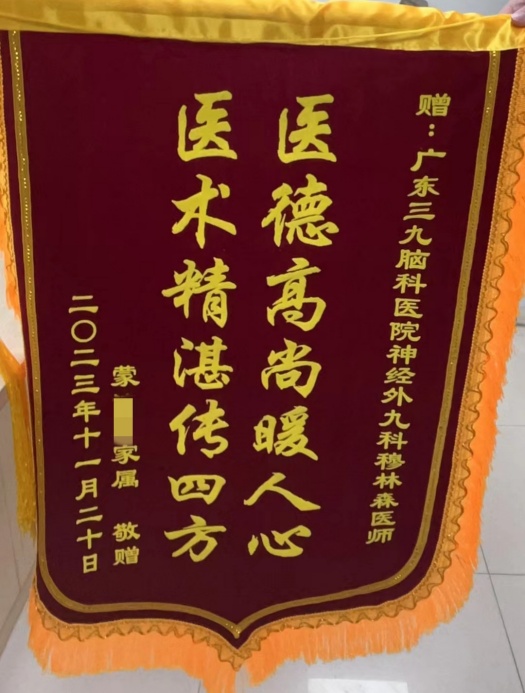 赠：广东三九脑科医院神经外九科穆林森医师
医德高尚暖人心
医术精湛传四方
蒙家属 敬赠
二〇二三年十一月二十日